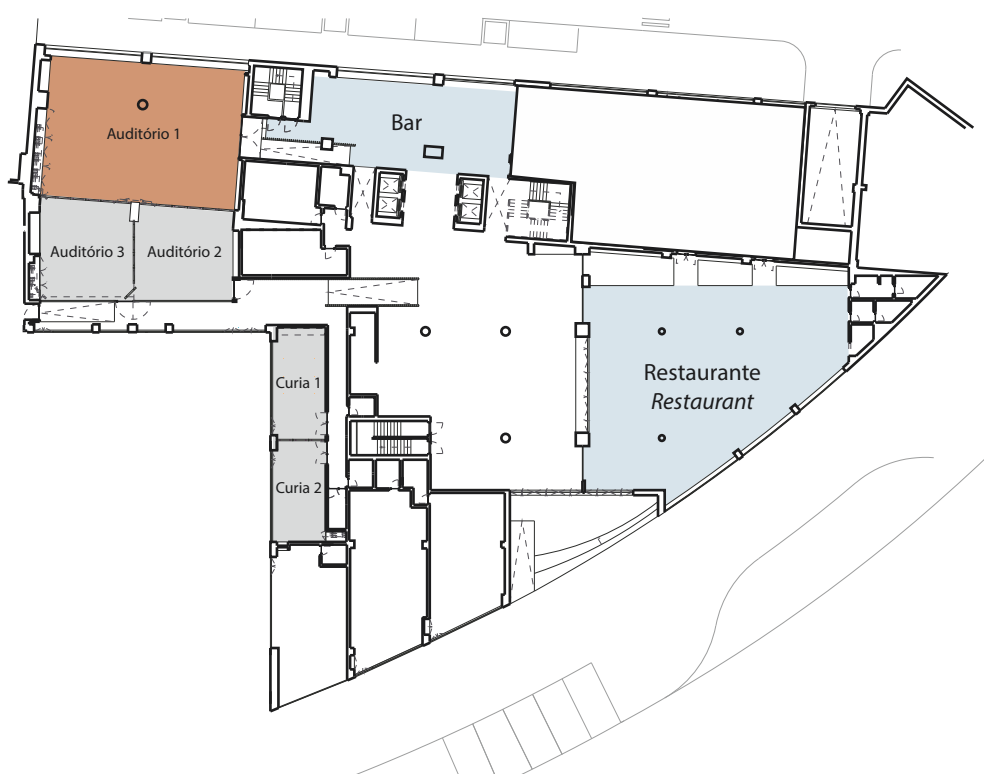 Bar
Auditório 1
Auditório 3
Auditório 2
Restaurante
Restaurant
Curia 1
Curia 2